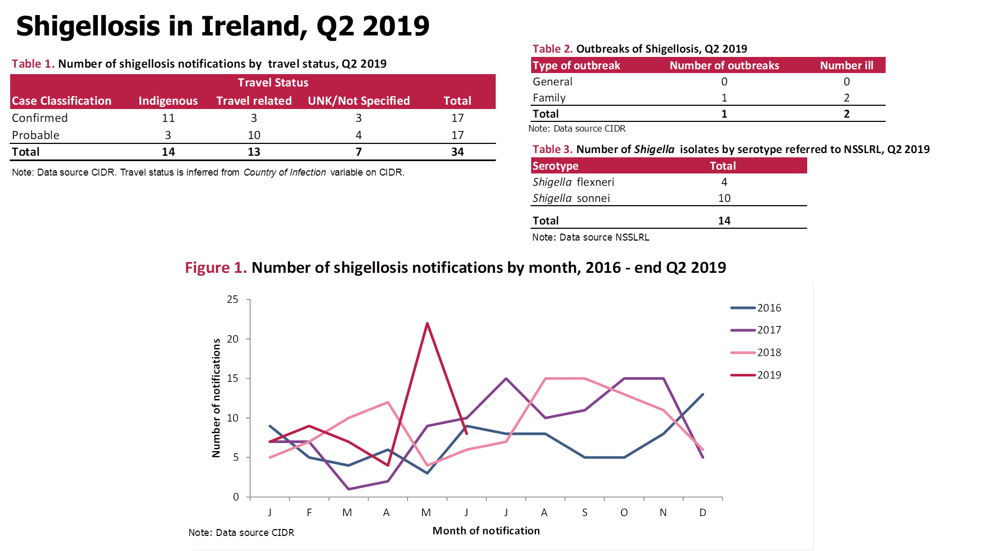 Shigellosis in Ireland, Q2 2019
Table 1. Number of shigellosis notifications by travel status, Q2 2019
Travel Status
Case Classification Indigenous Travel related UNK/Not Specified Total
Confirmed 11 3 3 17
Probable 3 10 4 17
Total 14 13 7 34
Note: Data source CIDR. Travel status is inferred from Country of Infection variable on CIDR.
Table 2. Outbreaks of Shigellosis, Q2 2019
Type of outbreak Number of outbreaks Number ill
General 0 0
Family 1 2
Total 1 2
Note: Data source CIDR
Table 3. Number of Shigella isolates by serotype referred to NSSLRL, Q2 2019
Serotype Total
Shigella flexneri 4
Shigella sonnei 10
Total 14
Note: Data source NSSLRL
Figure 1. Number of shigellosis notifications by month, 2016 - end Q2 2019
Number of notifications
25
20
15
10
5
0
J F M A M J J A S O N D
Month of notification
2016
2017
2018
2019
Note: Data source CIDR